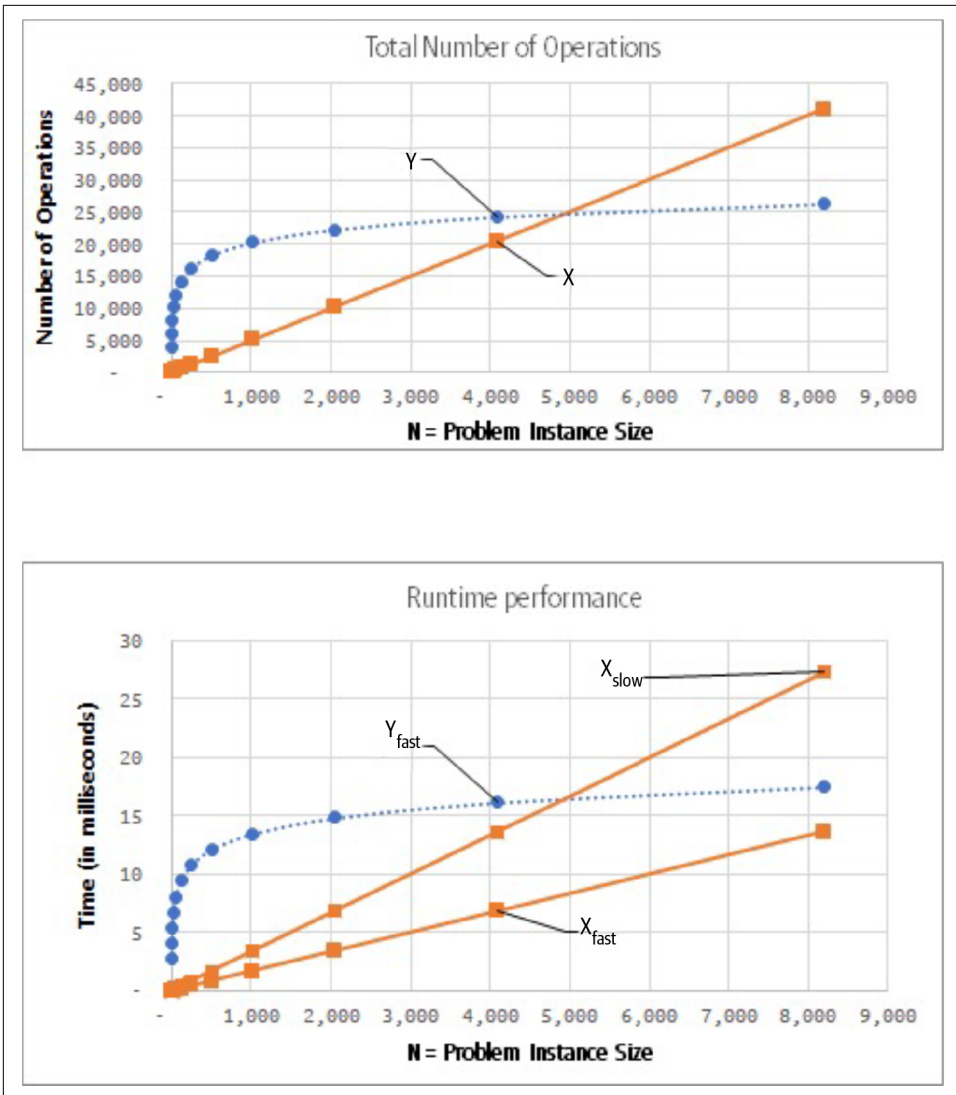 Total Number of Operations
45,000
40,000
35,000
30,000
25,000
20,000
15,000
10,000
5,000
-
Number of Operations
Y
X
- 1,000 2,000 3,000 4,000 5,000 6,000 7,000 8,000 9,000
N = Problem Instance Size
Runtime performance
30
25
20
15
10
5
-
Time (in milliseconds)
X slow
Y fast
X fast
- 1,000 2,000 3,000 4,000 5,000 6,000 7,000 8,000 9,000
N = Problem Instance Size